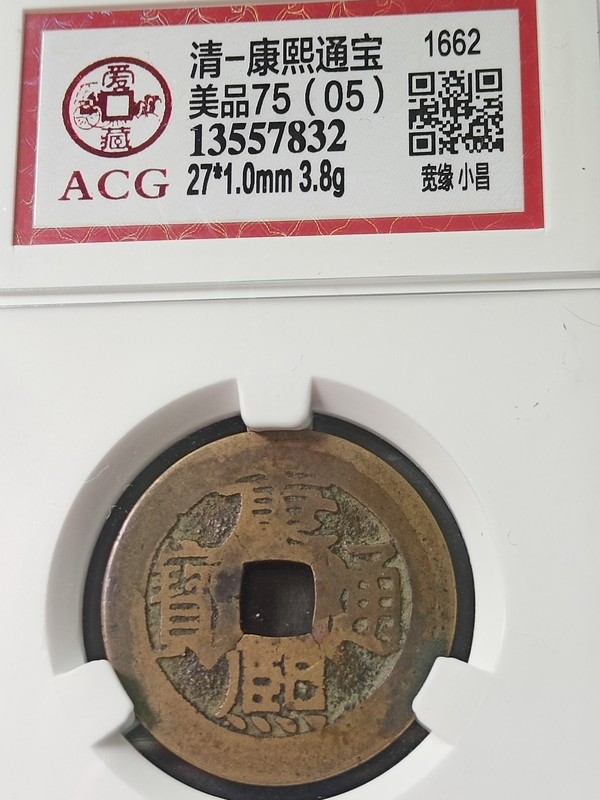 爱藏
ACG
清-康熙通宝
美品75(05)
13557832
27*1.0mm 3.8g
1662
宽缘 小昌
康熙通寳